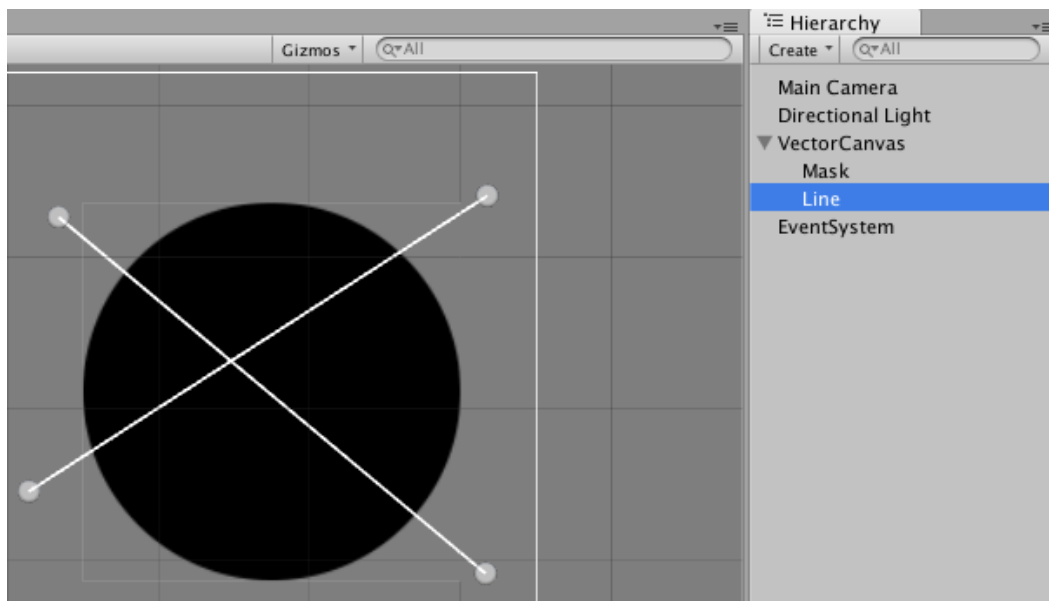 Gizmos
All
Hierarchy
Create
All
Main Camera
Directional Light
VectorCanvas
Mask
Line
EventSystem